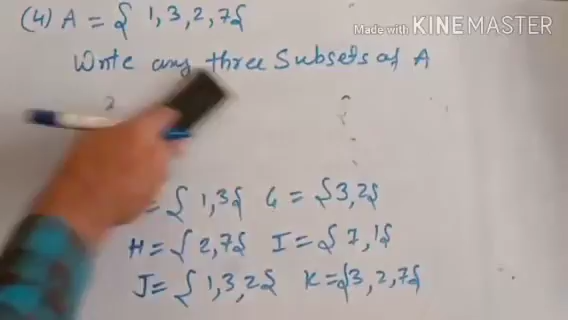 Made with KINEMASTER
(4) A = { 1, 3, 2, 7 }
Write any three Subsets of A
= { 1, 3 } G = { 3, 2 }
H = { 2, 7 } I = { 7, 1 }
J = { 1, 3, 2 } K = { 3, 2, 7 }